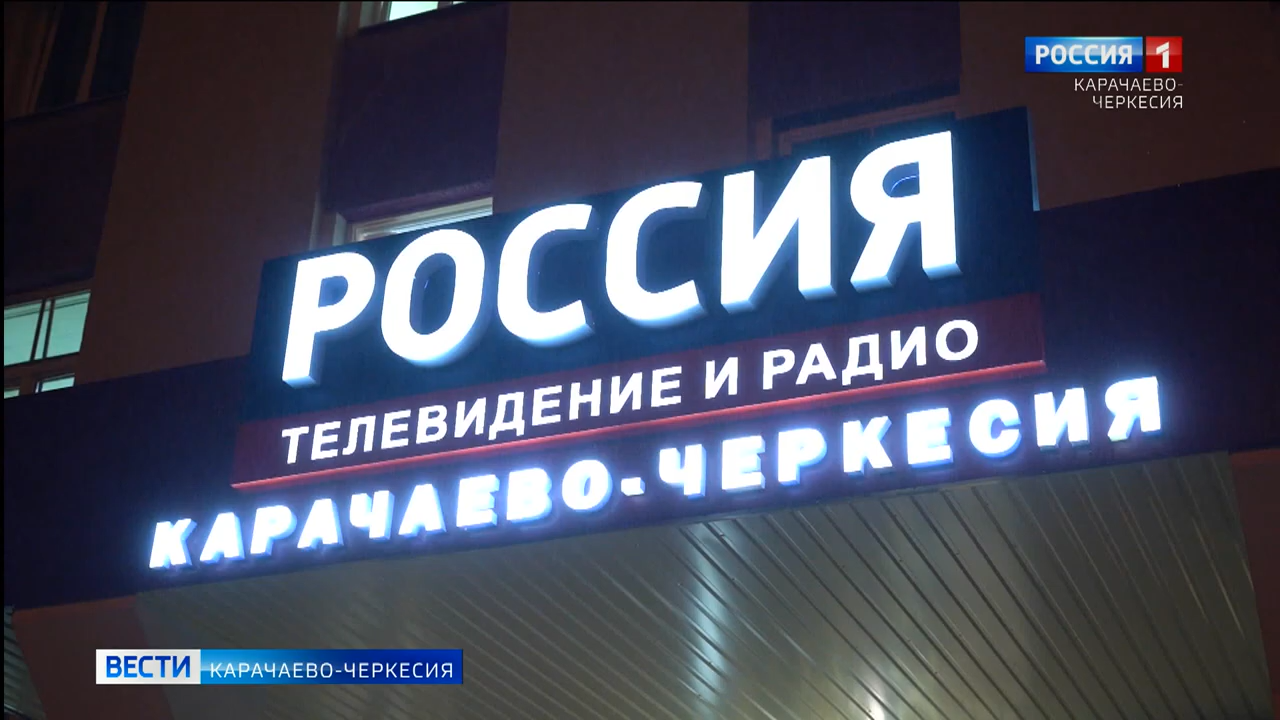 РОССИЯ 1
КАРАЧАЕВО-
ЧЕРКЕСИЯ
РОССИЯ
ТЕЛЕВИДЕНИЕ И РАДИО
КАРАЧАЕВО-ЧЕРКЕСИЯ
ВЕСТИ КАРАЧАЕВО-ЧЕРКЕСИЯ